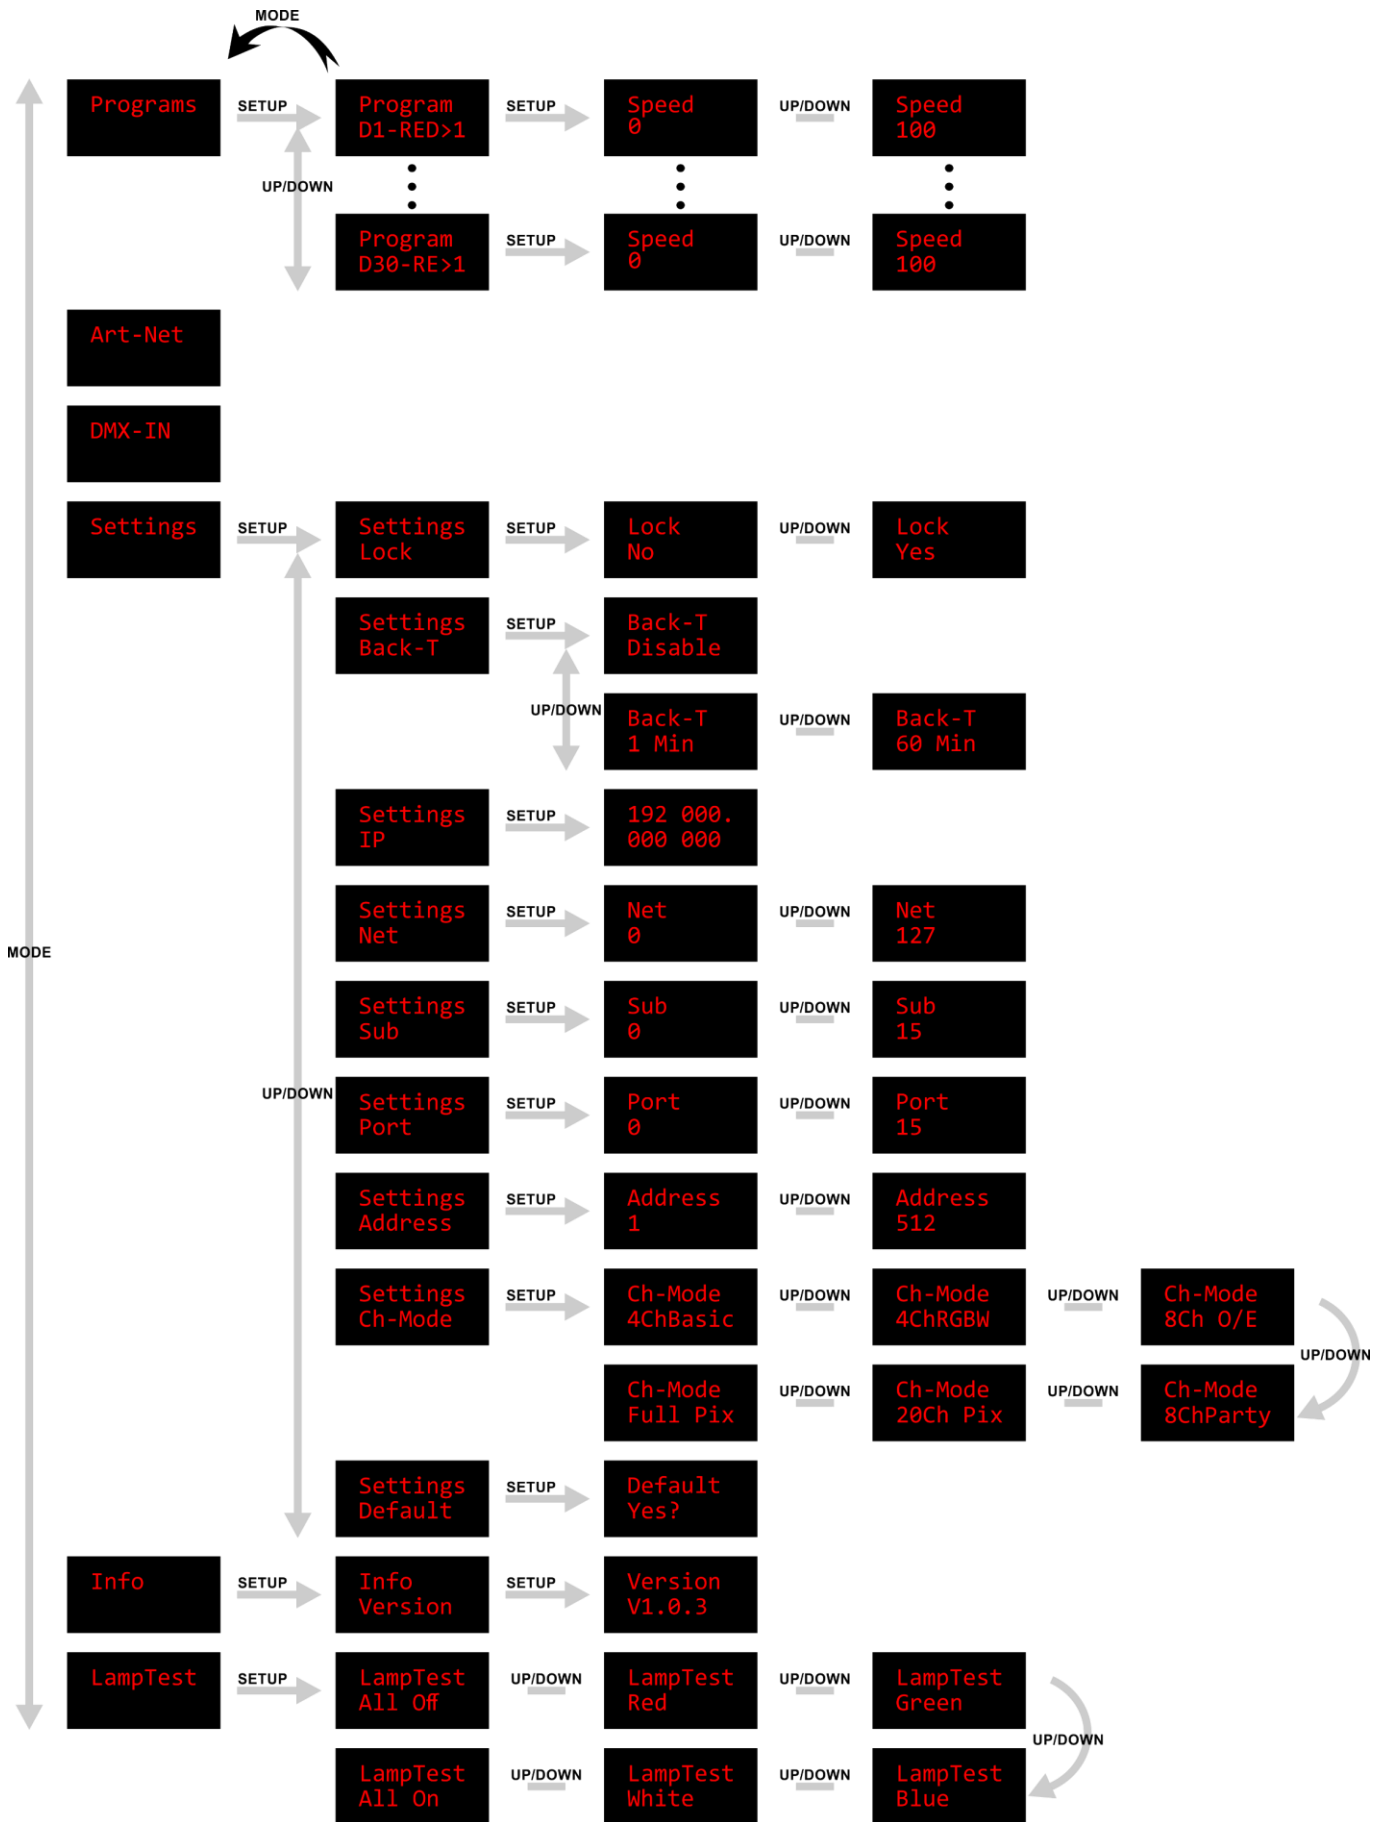 MODE
Programs
SETUP
Program
D1-RED>1
SETUP
Speed
0
UP/DOWN
Speed
100
UP/DOWN
Program
D30-RE>1
SETUP
Speed
0
UP/DOWN
Speed
100
Art-Net
DMX-IN
Settings
SETUP
Settings
Lock
SETUP
Lock
No
UP/DOWN
Lock
Yes
Settings
Back-T
SETUP
Back-T
Disable
UP/DOWN
Back-T
1 Min
UP/DOWN
Back-T
60 Min
Settings
IP
SETUP
192 000.
000 000
Settings
Net
SETUP
Net
0
UP/DOWN
Net
127
MODE
Settings
Sub
SETUP
Sub
0
UP/DOWN
Sub
15
UP/DOWN
Settings
Port
SETUP
Port
0
UP/DOWN
Port
15
Settings
Address
SETUP
Address
1
UP/DOWN
Address
512
Settings
Ch-Mode
SETUP
Ch-Mode
4ChBasic
UP/DOWN
Ch-Mode
4ChRGBW
UP/DOWN
Ch-Mode
8Ch O/E
UP/DOWN
Ch-Mode
Full Pix
UP/DOWN
Ch-Mode
20Ch Pix
UP/DOWN
Ch-Mode
8ChParty
Settings
Default
SETUP
Default
Yes?
Info
SETUP
Info
Version
SETUP
Version
V1.0.3
LampTest
SETUP
LampTest
All Off
UP/DOWN
LampTest
Red
UP/DOWN
LampTest
Green
UP/DOWN
LampTest
All On
UP/DOWN
LampTest
White
UP/DOWN
LampTest
Blue